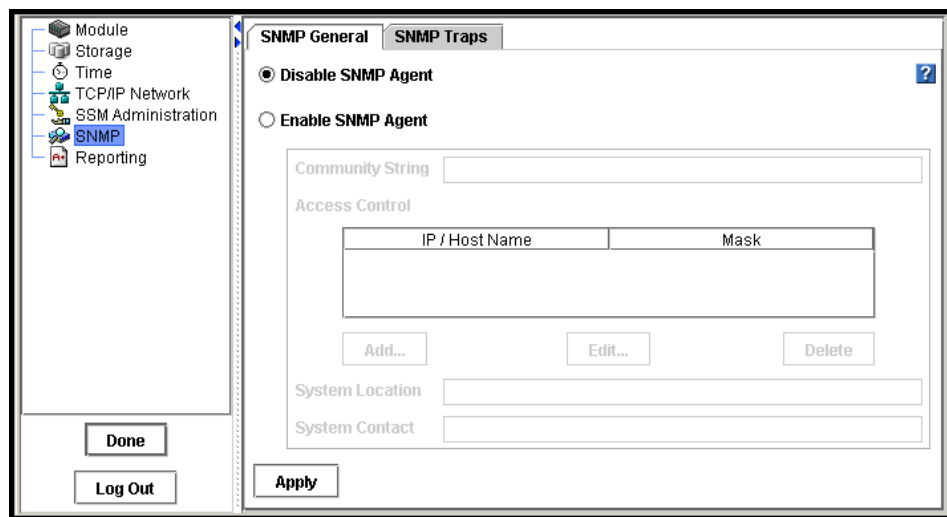 Module
Storage
Time
TCP/IP Network
SSM Administration
SNMP
Reporting
Done
Log Out
SNMP General SNMP Traps
Disable SNMP Agent ?
Enable SNMP Agent
Community String
Access Control
IP / Host Name Mask
Add... Edit... Delete
System Location
System Contact
Apply